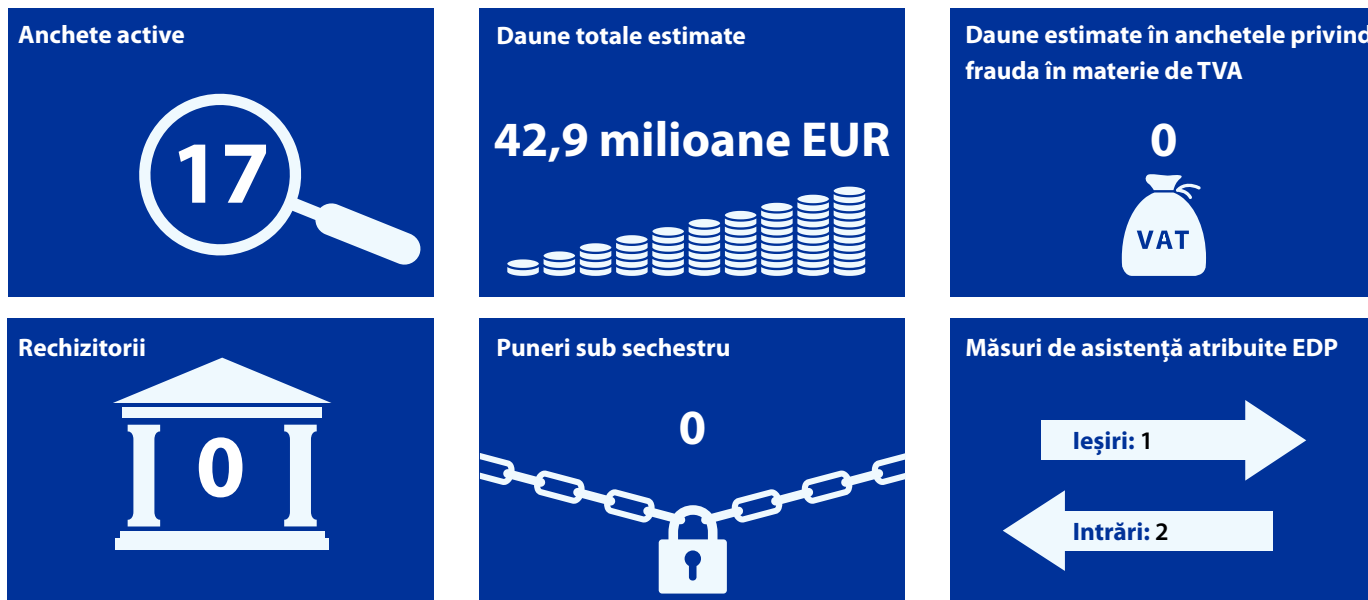 Anchete active
17
Daune totale estimate
42,9 milioane EUR
Daune estimate în anchetele privind
frauda în materie de TVA
0
VAT
Rechizitorii
0
Puneri sub sechestru
0
Măsuri de asistență atribuite EDP
Ieșiri: 1
Intrări: 2